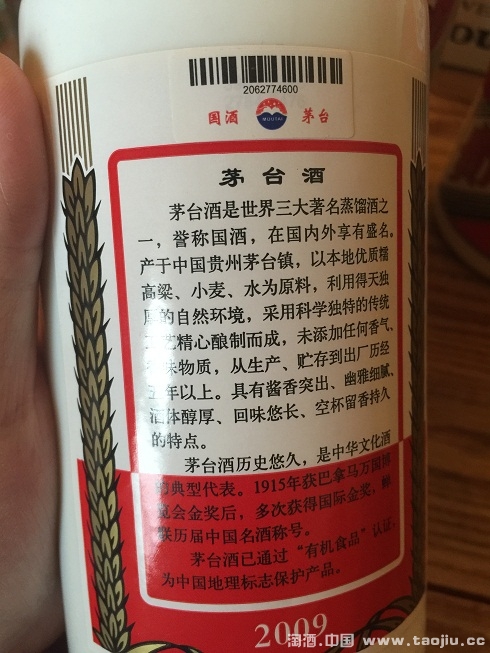 2062774600
国酒 MOUTAI 茅台
茅台酒
茅台酒是世界三大著名蒸馏酒之
一，誉称国酒，在国内外享有盛名。
产于中国贵州茅台镇，以本地优质糯
高粱、小麦、水为原料，利用得天独
厚的自然环境，采用科学独特的传统
工艺精心酿制而成，未添加任何香气、
香味物质，从生产、贮存到出厂历经
五年以上。具有酱香突出、幽雅细腻、
酒体醇厚、回味悠长、空杯留香持久
的特点。
茅台酒历史悠久，是中华文化酒
的典型代表。1915年获巴拿马万国博
览会金奖后，多次获得国际金奖，蝉
联历届中国名酒称号。
茅台酒已通过“有机食品”认证，
为中国地理标志保护产品。
2009
淘酒.中国 www.taojiu.cc